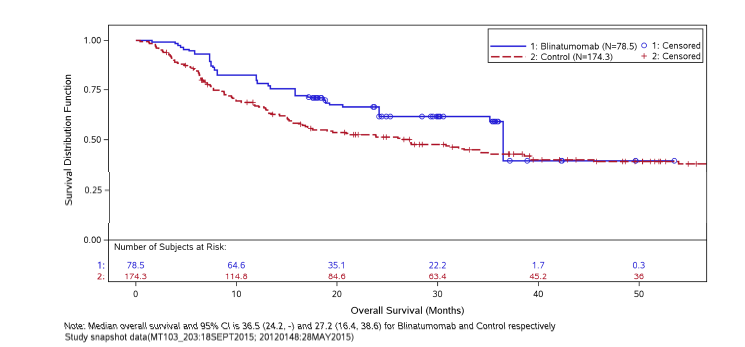 1: Blinatumomab (N=78.5) 1: Censored
2: Control (N=174.3) 2: Censored
Survival Distribution Function
1.00
0.75
0.50
0.25
0.00
Number of Subjects at Risk:
1: 78.5 64.6 35.1 22.2 1.7 0.3
2: 174.3 114.8 84.6 63.4 45.2 36
0 10 20 30 40 50
Overall Survival (Months)
Note: Median overall survival and 95% CI is 36.5 (24.2, -) and 27.2 (16.4, 38.6) for Blinatumomab and Control respectively
Study snapshot data(MT103_203:18SEPT2015; 20120148:28MAY2015)